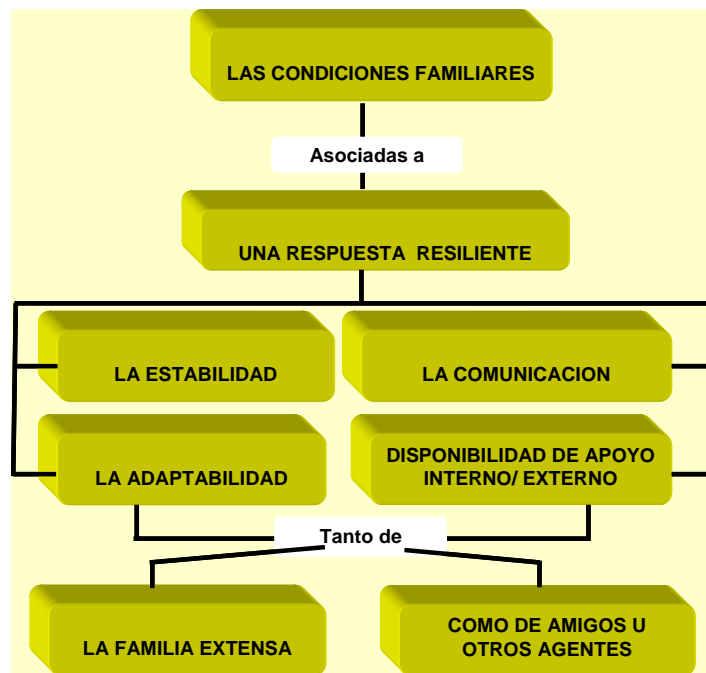 LAS CONDICIONES FAMILIARES
Asociadas a
UNA RESPUESTA RESILIENTE
LA ESTABILIDAD
LA COMUNICACION
LA ADAPTABILIDAD
DISPONIBILIDAD DE APOYO
INTERNO/ EXTERNO
Tanto de
LA FAMILIA EXTENSA
COMO DE AMIGOS U
OTROS AGENTES